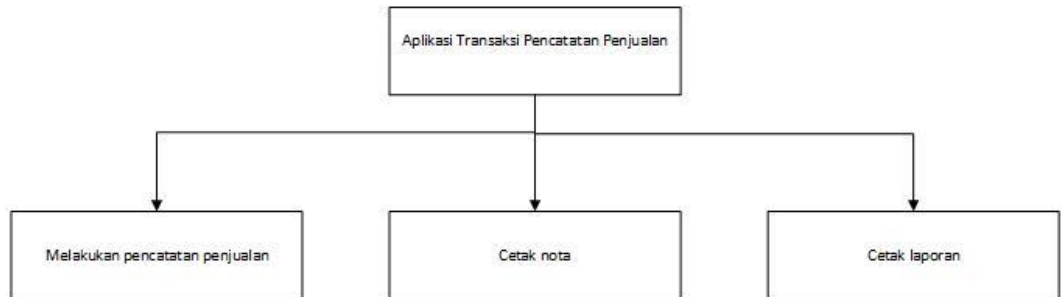 Aplikasi Transaksi Pencatatan Penjualan
Melakukan pencatatan penjualan
Cetak nota
Cetak laporan